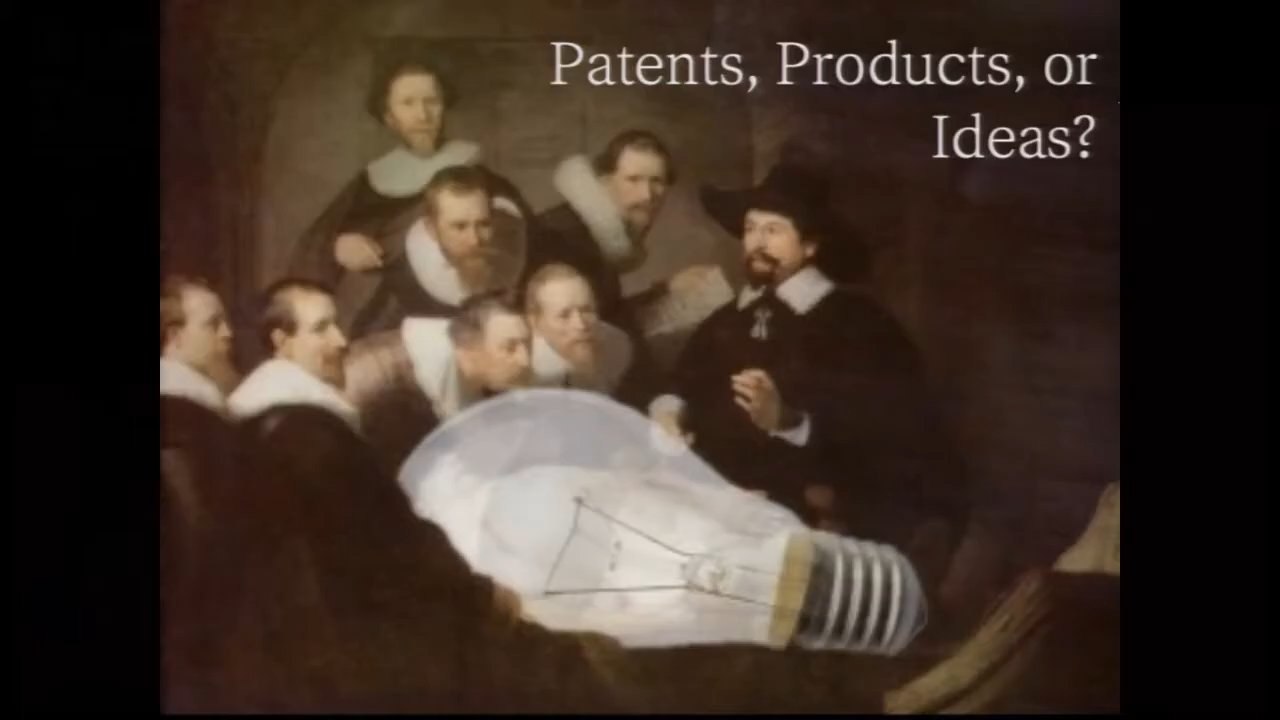 Patents, Products, or
Ideas?